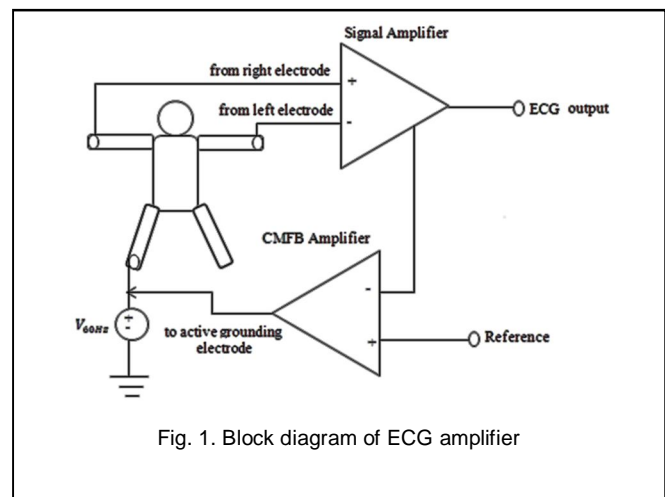 Signal Amplifier
from right electrode
+
from left electrode
-
ECG output
CMFB Amplifier
-
V60Hz
+
-
to active grounding
electrode
+
Reference
Fig. 1. Block diagram of ECG amplifier